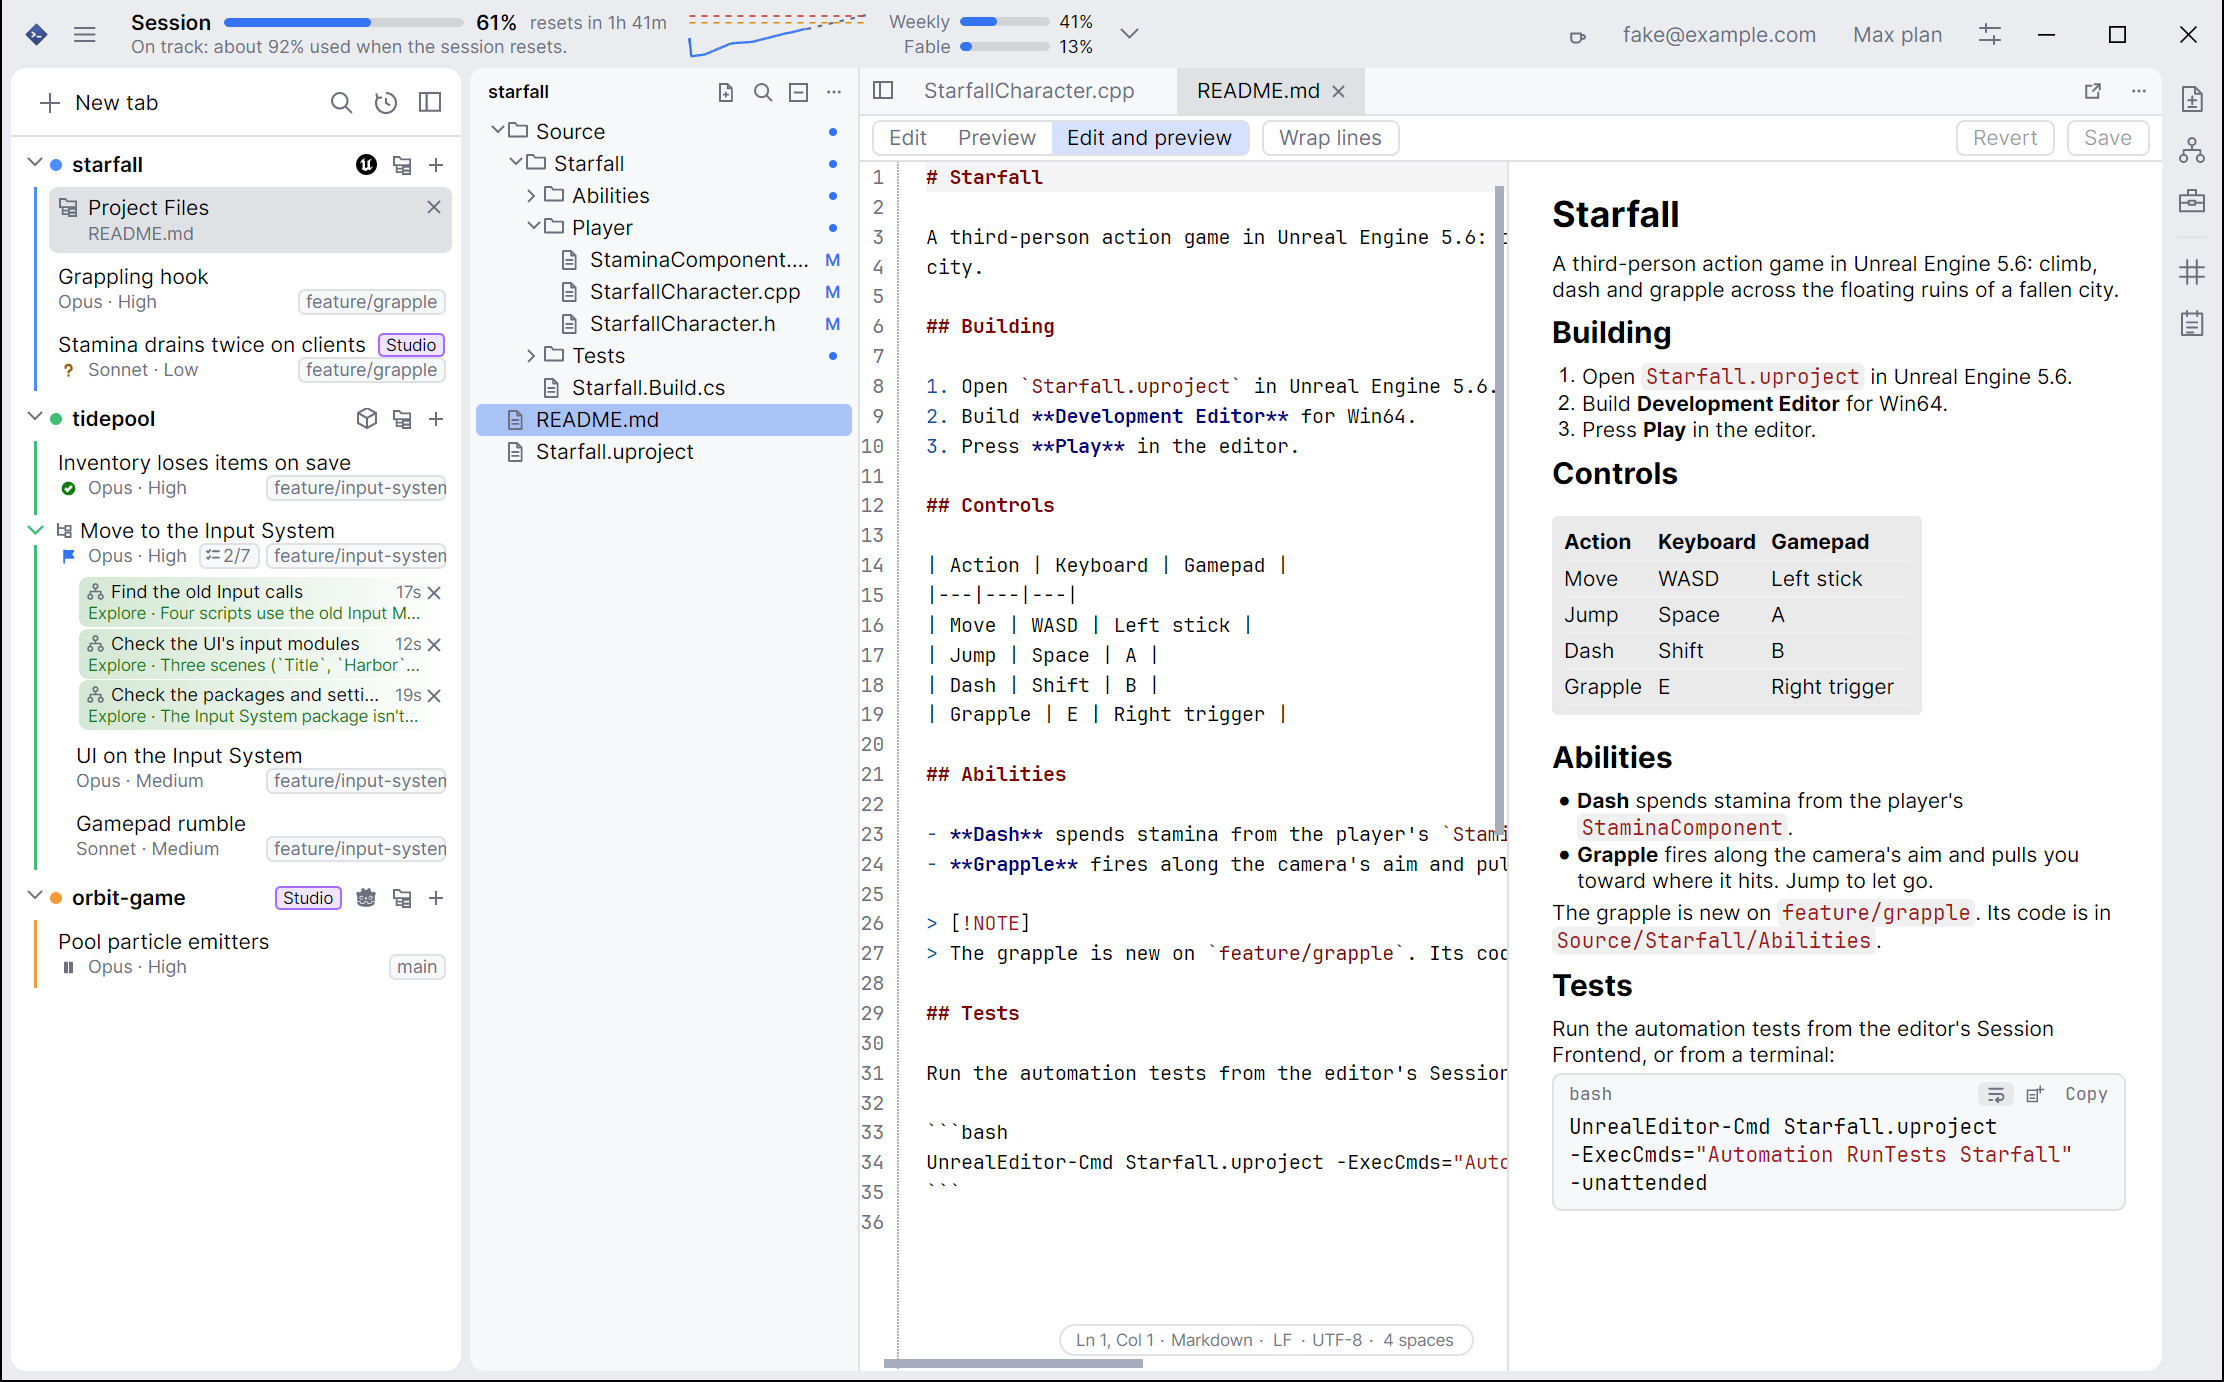 Session 61% resets in 1h 41m
On track: about 92% used when the session resets.
Weekly 41%
Fable 13%
fake@example.com
Max plan
New tab
starfall
Project Files
README.md
Grappling hook
Opus · High feature/grapple
Stamina drains twice on clients Studio
? Sonnet · Low feature/grapple
tidepool
Inventory loses items on save
Opus · High feature/input-system
Move to the Input System
Opus · High 2/7 feature/input-system
Find the old Input calls 17s
Explore · Four scripts use the old Input M...
Check the UI's input modules 12s
Explore · Three scenes (`Title`, `Harbor`...
Check the packages and setti... 19s
Explore · The Input System package isn't...
UI on the Input System
Opus · Medium feature/input-system
Gamepad rumble
Sonnet · Medium feature/input-system
orbit-game Studio
Pool particle emitters
Opus · High main
starfall
Source
Starfall
Abilities
Player
StaminaComponent.... M
StarfallCharacter.cpp M
StarfallCharacter.h M
Tests
Starfall.Build.cs
README.md
Starfall.uproject
StarfallCharacter.cpp
README.md
Edit Preview Edit and preview Wrap lines
Revert Save
1 # Starfall
2
3 A third-person action game in Unreal Engine 5.6:
4 city.
5
6 ## Building
7
8 1. Open `Starfall.uproject` in Unreal Engine 5.6.
9 2. Build **Development Editor** for Win64.
10 3. Press **Play** in the editor.
11
12 ## Controls
13
14 | Action | Keyboard | Gamepad |
15 |---|---|---|
16 | Move | WASD | Left stick |
17 | Jump | Space | A |
18 | Dash | Shift | B |
19 | Grapple | E | Right trigger |
20
21 ## Abilities
22
23 - **Dash** spends stamina from the player's `Stami
24 - **Grapple** fires along the camera's aim and pul
25
26 > [!NOTE]
27 > The grapple is new on `feature/grapple`. Its cod
28
29 ## Tests
30
31 Run the automation tests from the editor's Session
32
33 ```bash
34 UnrealEditor-Cmd Starfall.uproject -ExecCmds="Auto
35 ```
36
Ln 1, Col 1 · Markdown · LF · UTF-8 · 4 spaces
Starfall
A third-person action game in Unreal Engine 5.6: climb,
dash and grapple across the floating ruins of a fallen city.
Building
1. Open Starfall.uproject in Unreal Engine 5.6.
2. Build Development Editor for Win64.
3. Press Play in the editor.
Controls
Action Keyboard Gamepad
Move WASD Left stick
Jump Space A
Dash Shift B
Grapple E Right trigger
Abilities
• Dash spends stamina from the player's
StaminaComponent.
• Grapple fires along the camera's aim and pulls you
toward where it hits. Jump to let go.
The grapple is new on feature/grapple. Its code is in
Source/Starfall/Abilities.
Tests
Run the automation tests from the editor's Session
Frontend, or from a terminal:
bash Copy
UnrealEditor-Cmd Starfall.uproject
-ExecCmds="Automation RunTests Starfall"
-unattended